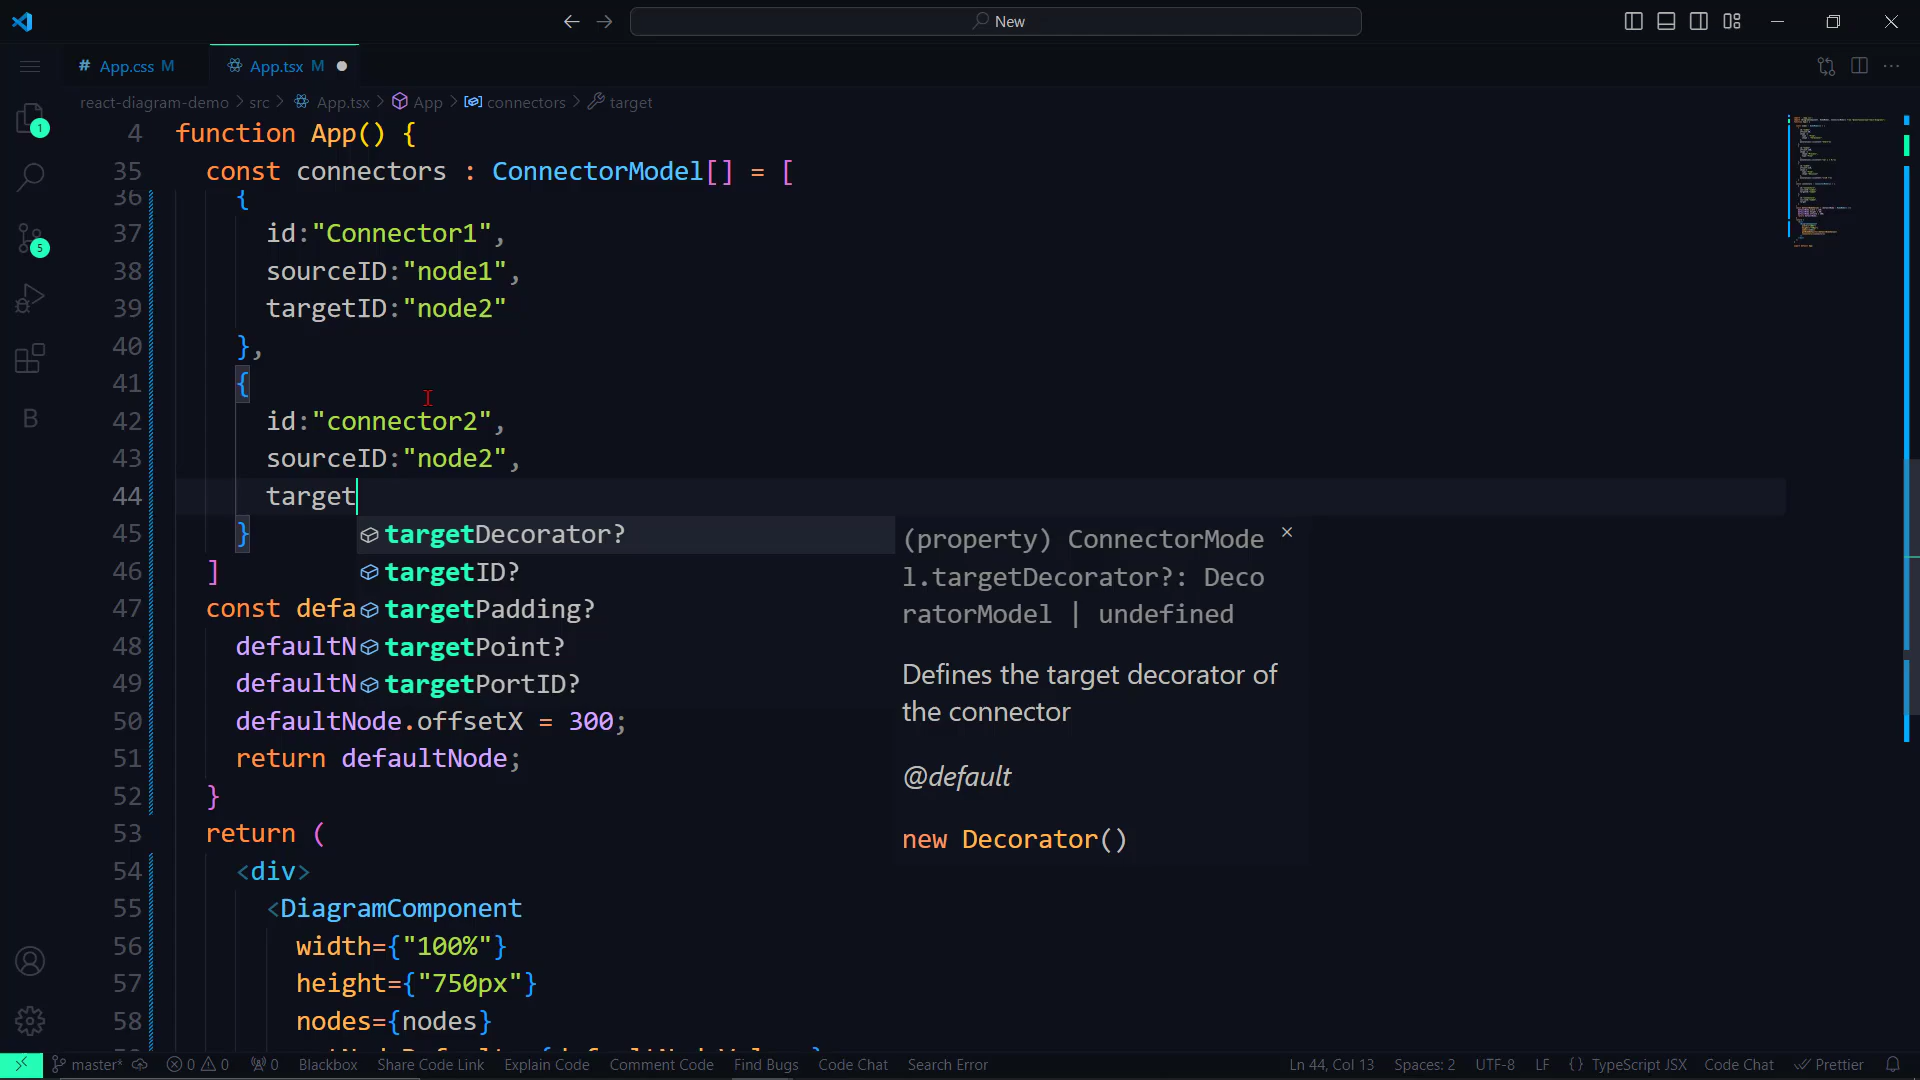 New
# App.css M
App.tsx M
react-diagram-demo > src > App.tsx > App > connectors > target
4 function App() {
35 const connectors : ConnectorModel[] = [
36 {
37 id:"Connector1",
38 sourceID:"node1",
39 targetID:"node2"
40 },
41 {
42 id:"connector2",
43 sourceID:"node2",
44 target
45 }
targetDecorator?
46 ]
targetID?
47 const defa
targetPadding?
48 defaultN
targetPoint?
49 defaultN
targetPortID?
50 defaultNode.offsetX = 300;
51 return defaultNode;
52 }
53 return (
54 <div>
55 <DiagramComponent
56 width={"100%"}
57 height={"750px"}
58 nodes={nodes}
(property) ConnectorMode
l.targetDecorator?: Deco
ratorModel | undefined
Defines the target decorator of
the connector
@default
new Decorator()
1
5
B
master* 0 0 0 Blackbox Share Code Link Explain Code Comment Code Find Bugs Code Chat Search Error Ln 44, Col 13 Spaces: 2 UTF-8 LF {} TypeScript JSX Code Chat Prettier